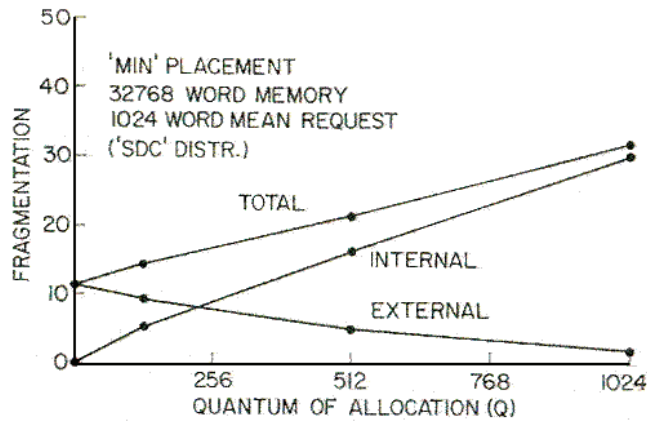 50
'MIN' PLACEMENT
32768 WORD MEMORY
1024 WORD MEAN REQUEST
('SDC' DISTR.)
40
30
20
10
0
FRAGMENTATION
TOTAL
INTERNAL
EXTERNAL
256
512
768
1024
QUANTUM OF ALLOCATION (Q)